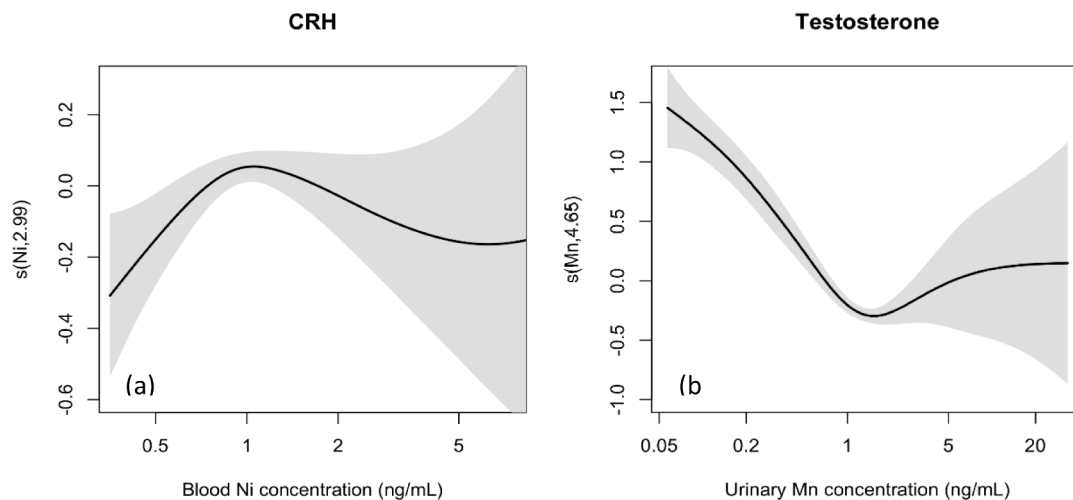 CRH
s(Ni,2.99)
0.2
0.0
-0.2
-0.4
-0.6
(a)
0.5 1 2 5
Blood Ni concentration (ng/mL)
Testosterone
s(Mn,4.65)
1.5
1.0
0.5
0.0
-0.5
-1.0
(b)
0.05 0.2 1 5 20
Urinary Mn concentration (ng/mL)